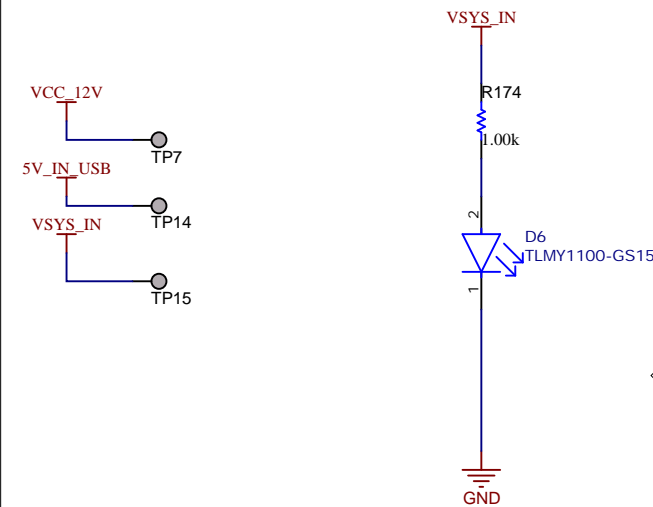 VSYS_IN
R174
1.00k
2
D6
TLMY1100-GS15
1
GND
VCC_12V
TP7
5V_IN_USB
TP14
VSYS_IN
TP15